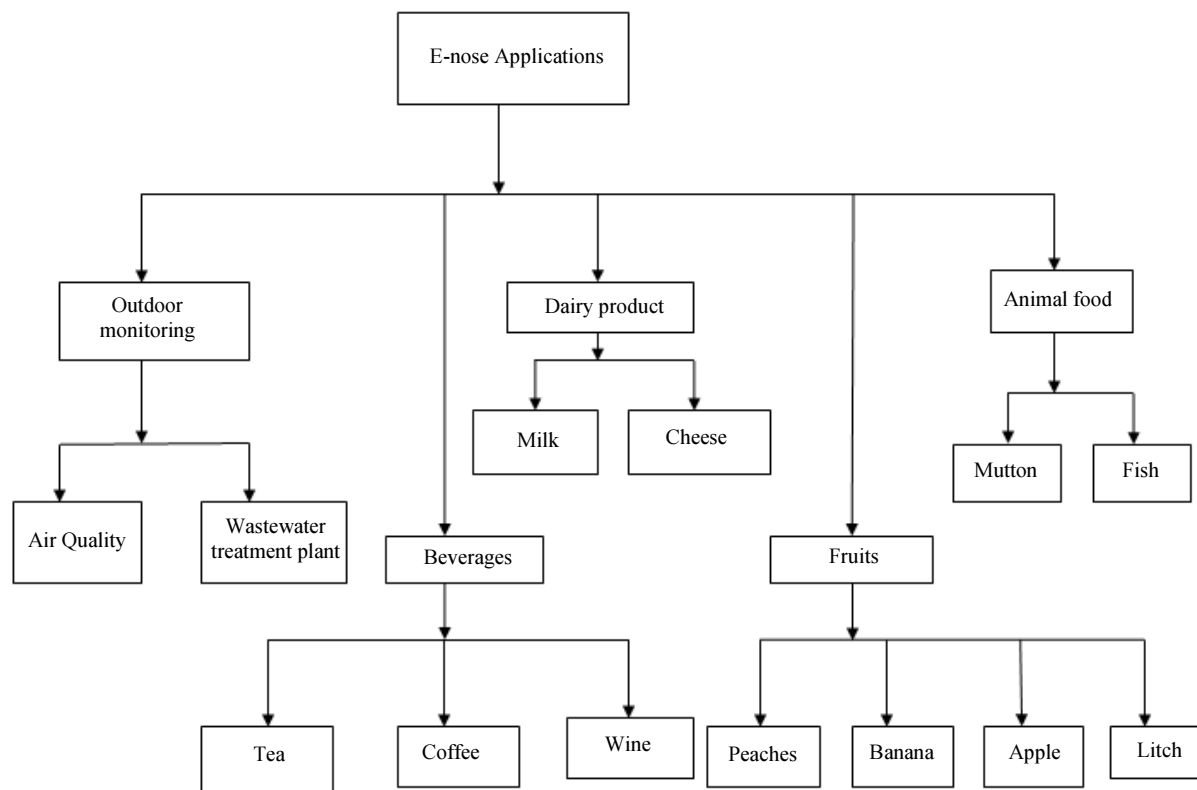 E-nose Applications
Outdoor
monitoring
Dairy product
Animal food
Milk
Cheese
Mutton
Fish
Air Quality
Wastewater
treatment plant
Beverages
Fruits
Tea
Coffee
Wine
Peaches
Banana
Apple
Litch